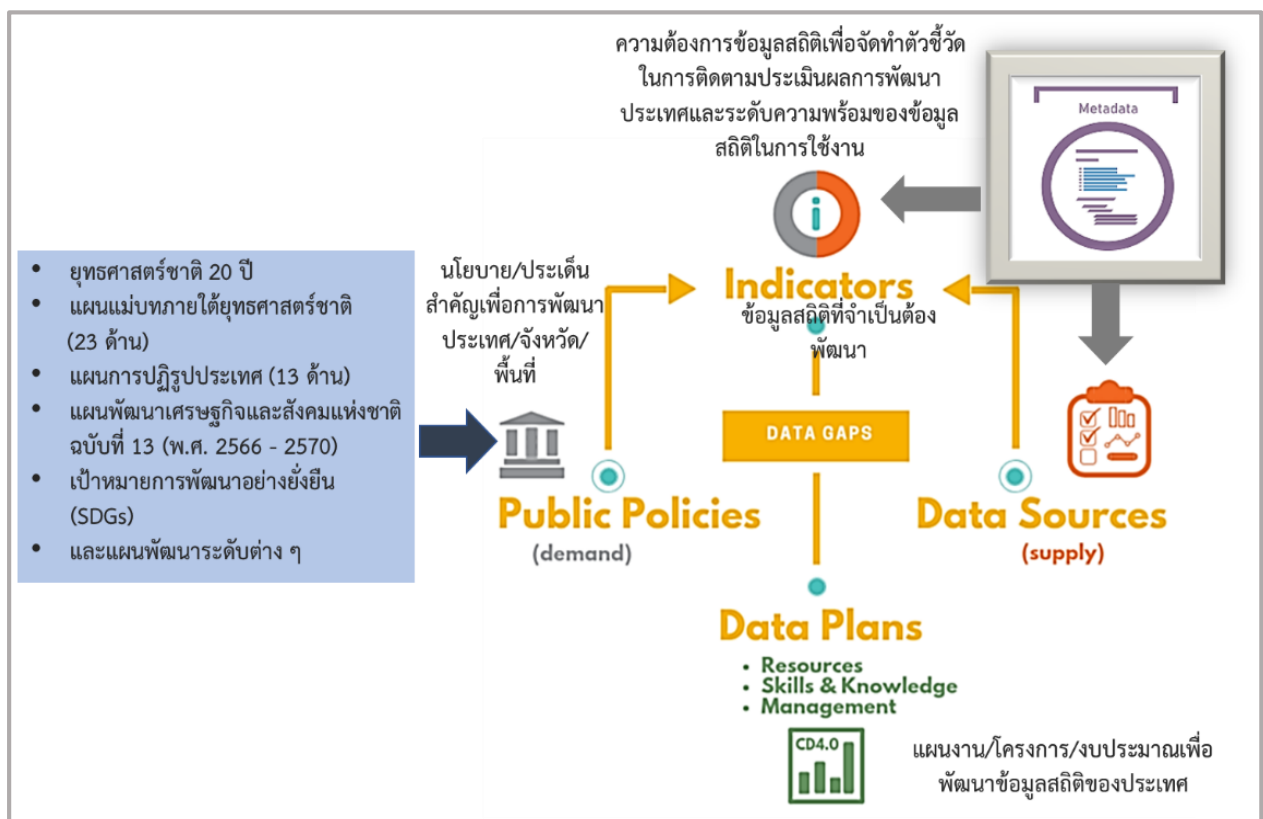 ความต้องการข้อมูลสถิติเพื่อจัดทำตัวชี้วัด
ในการติดตามประเมินผลการพัฒนา
ประเทศและระดับความพร้อมของข้อมูล
สถิติในการใช้งาน
Metadata
• ยุทธศาสตร์ชาติ 20 ปี
• แผนแม่บทภายใต้ยุทธศาสตร์ชาติ
(23 ด้าน)
• แผนการปฏิรูปประเทศ (13 ด้าน)
• แผนพัฒนาเศรษฐกิจและสังคมแห่งชาติ
ฉบับที่ 13 (พ.ศ. 2566 - 2570)
• เป้าหมายการพัฒนาอย่างยั่งยืน
(SDGs)
• และแผนพัฒนาระดับต่าง ๆ
นโยบาย/ประเด็น
สำคัญเพื่อการพัฒนา
ประเทศ/จังหวัด/
พื้นที่
i
Indicators
ข้อมูลสถิติที่จำเป็นต้อง
พัฒนา
DATA GAPS
Public Policies
(demand)
Data Sources
(supply)
Data Plans
• Resources
• Skills & Knowledge
• Management
CD4.0
แผนงาน/โครงการ/งบประมาณเพื่อ
พัฒนาข้อมูลสถิติของประเทศ